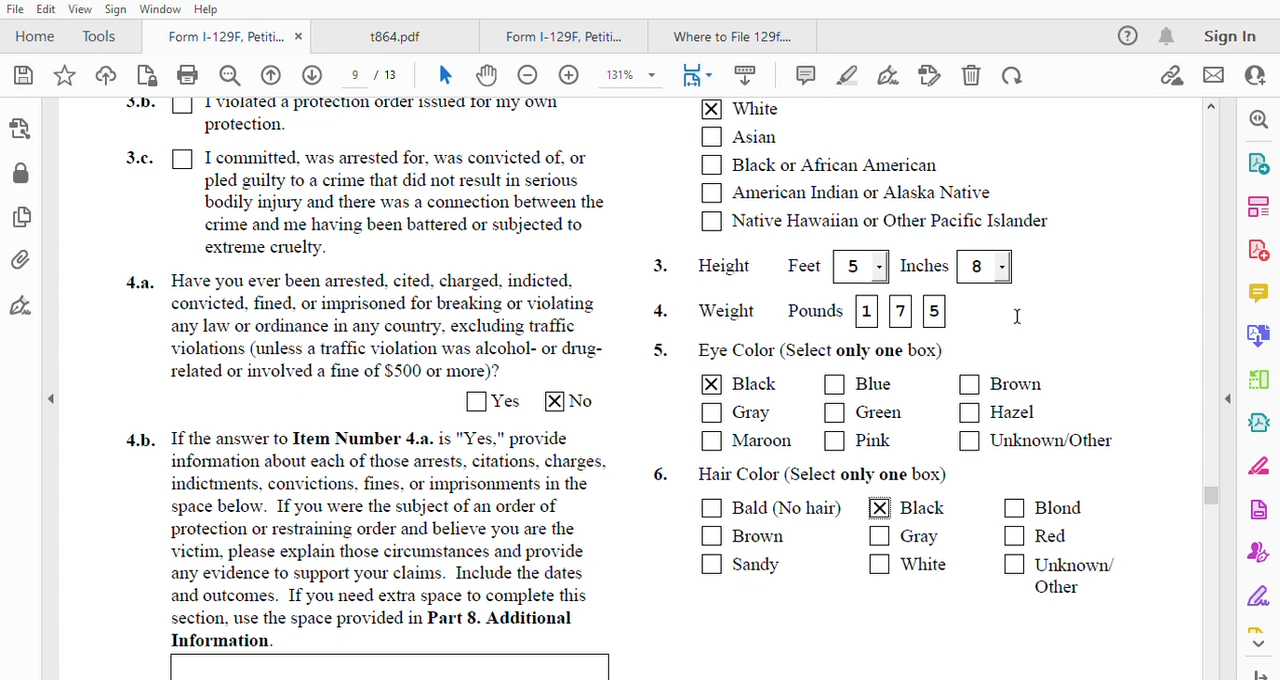 File Edit View Sign Window Help
Home Tools Form I-129F, Petiti... × t864.pdf Form I-129F, Petiti... Where to File 129f.... Sign In
9 / 13 131%
3.b. I violated a protection order issued for my own
protection.
3.c. I committed, was arrested for, was convicted of, or
pled guilty to a crime that did not result in serious
bodily injury and there was a connection between the
crime and me having been battered or subjected to
extreme cruelty.
4.a. Have you ever been arrested, cited, charged, indicted,
convicted, fined, or imprisoned for breaking or violating
any law or ordinance in any country, excluding traffic
violations (unless a traffic violation was alcohol- or drug-
related or involved a fine of $500 or more)?
Yes No
4.b. If the answer to Item Number 4.a. is "Yes," provide
information about each of those arrests, citations, charges,
indictments, convictions, fines, or imprisonments in the
space below. If you were the subject of an order of
protection or restraining order and believe you are the
victim, please explain those circumstances and provide
any evidence to support your claims. Include the dates
and outcomes. If you need extra space to complete this
section, use the space provided in Part 8. Additional
Information.
White
Asian
Black or African American
American Indian or Alaska Native
Native Hawaiian or Other Pacific Islander
3. Height Feet 5 Inches 8
4. Weight Pounds 1 7 5
5. Eye Color (Select only one box)
Black Blue Brown
Gray Green Hazel
Maroon Pink Unknown/Other
6. Hair Color (Select only one box)
Bald (No hair) Black Blond
Brown Gray Red
Sandy White Unknown/
Other